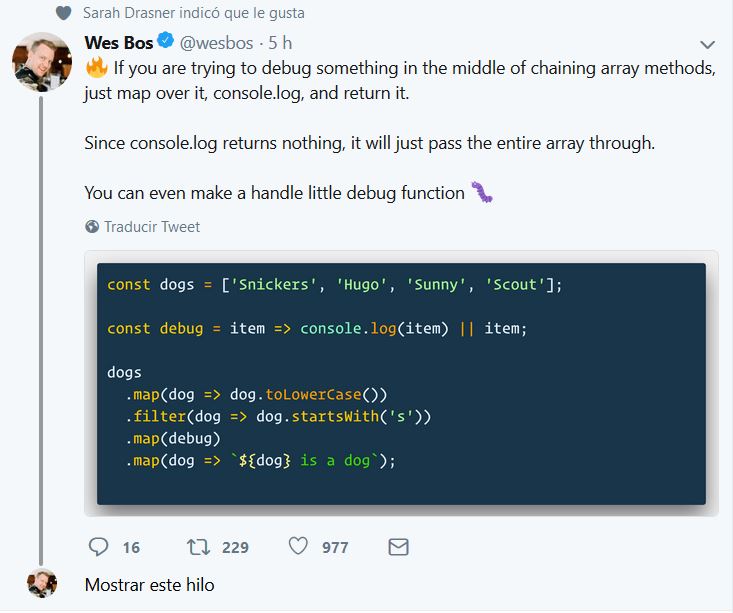 Sarah Drasner indicó que le gusta
Wes Bos @wesbos · 5 h
🔥 If you are trying to debug something in the middle of chaining array methods,
just map over it, console.log, and return it.
Since console.log returns nothing, it will just pass the entire array through.
You can even make a handle little debug function 🐛
Traducir Tweet
const dogs = ['Snickers', 'Hugo', 'Sunny', 'Scout'];
const debug = item => console.log(item) || item;
dogs
  .map(dog => dog.toLowerCase())
  .filter(dog => dog.startsWith('s'))
  .map(debug)
  .map(dog => `${dog} is a dog`);
16 229 977
Mostrar este hilo